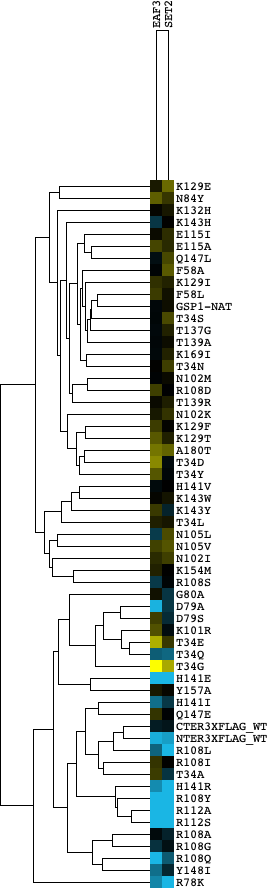 EAF3
SET2
K129E
N84Y
K132H
K143H
E115I
E115A
Q147L
F58A
K129I
F58L
GSP1-NAT
T34S
T137G
T139A
K169I
T34N
N102M
R108D
T139R
N102K
K129F
K129T
A180T
T34D
T34Y
H141V
K143W
K143Y
T34L
N105L
N105V
N102I
K154M
R108S
G80A
D79A
D79S
K101R
T34E
T34Q
T34G
H141E
Y157A
H141I
Q147E
CTER3XFLAG_WT
NTER3XFLAG_WT
R108L
R108I
T34A
H141R
R108Y
R112A
R112S
R108A
R108G
R108Q
Y148I
R78K